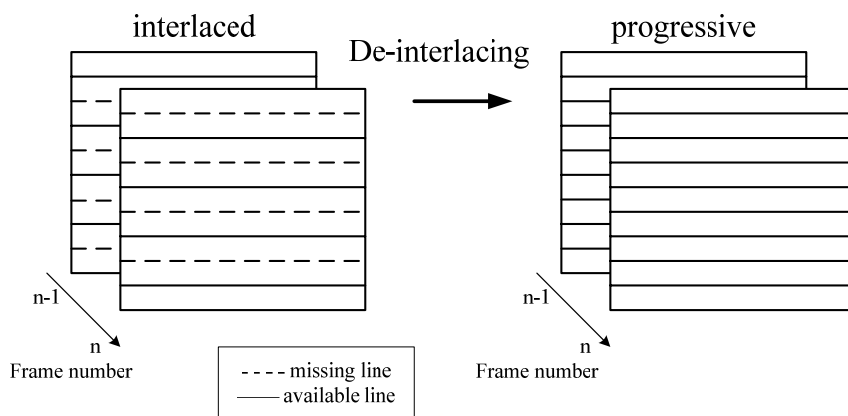 interlaced
De-interlacing
progressive
n-1
n
Frame number
n-1
n
Frame number
missing line
available line